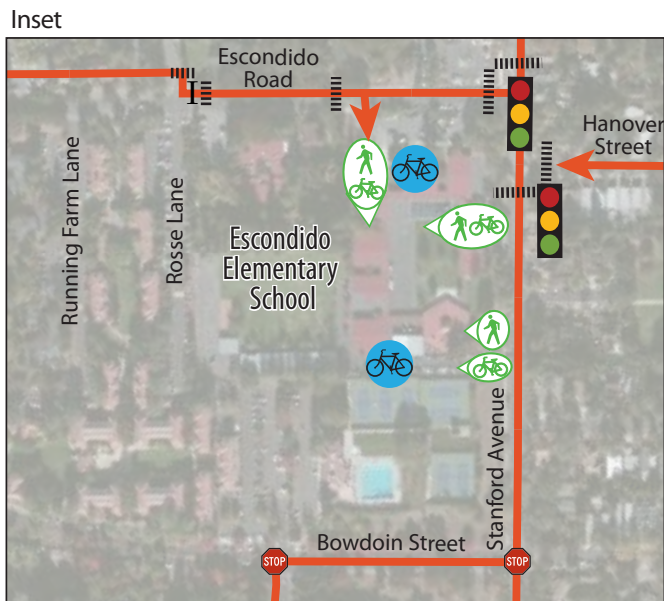 Inset
Escondido
Road
Hanover
Street
Running Farm Lane
Rosse Lane
Escondido
Elementary
School
Stanford Avenue
Bowdoin Street
STOP
STOP